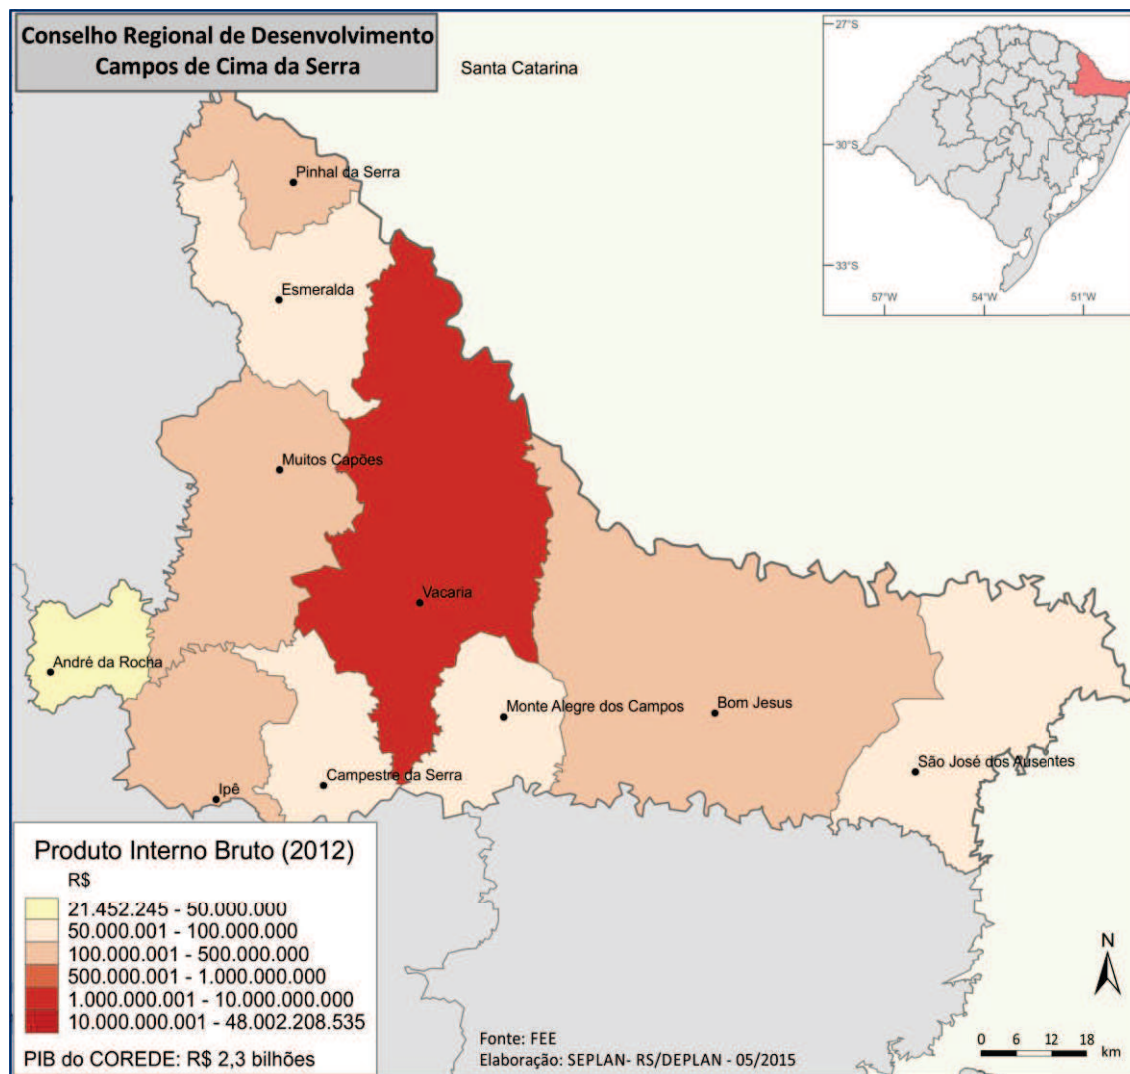 Conselho Regional de Desenvolvimento
Campos de Cima da Serra
Santa Catarina
27°S
30°S
33°S
57°W
54°W
51°W
Pinhal da Serra
Esmeralda
Muitos Capões
Vacaria
André da Rocha
Monte Alegre dos Campos
Bom Jesus
São José dos Ausentes
Campestre da Serra
Ipê
Produto Interno Bruto (2012)
R$
21.452.245 - 50.000.000
50.000.001 - 100.000.000
100.000.001 - 500.000.000
500.000.001 - 1.000.000.000
1.000.000.001 - 10.000.000.000
10.000.000.001 - 48.002.208.535
PIB do COREDE: R$ 2,3 bilhões
Fonte: FEE
Elaboração: SEPLAN- RS/DEPLAN - 05/2015
N
0 6 12 18 km